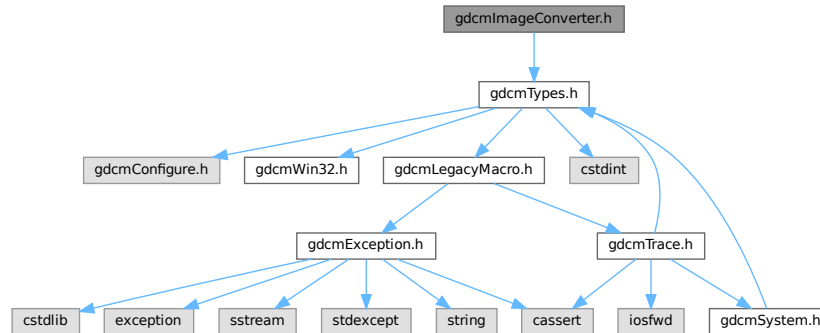 gdcmImageConverter.h
gdcmTypes.h
gdcmConfigure.h
gdcmWin32.h
gdcmLegacyMacro.h
cstdint
gdcmException.h
gdcmTrace.h
cstdlib
exception
sstream
stdexcept
string
cassert
iosfwd
gdcmSystem.h